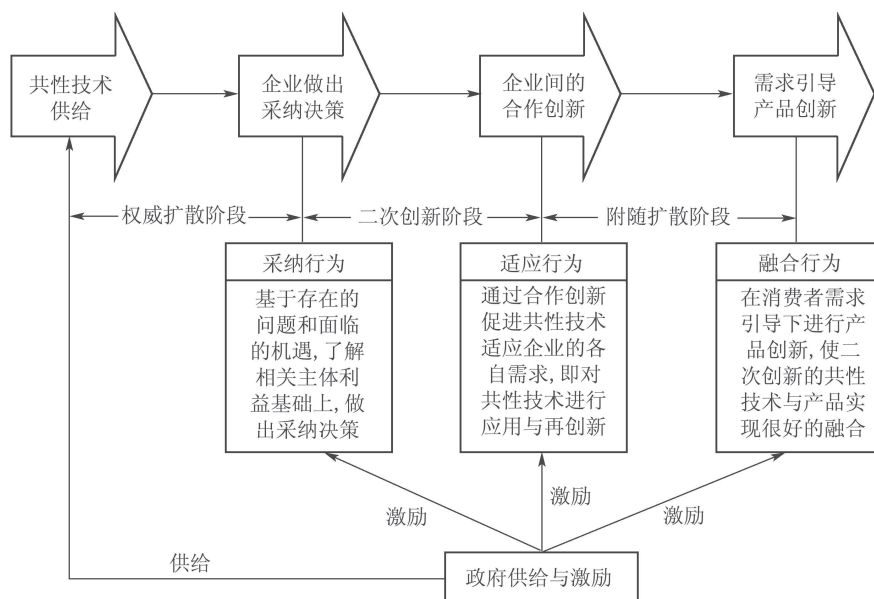 共性技术
供给
企业做出
采纳决策
企业间的
合作创新
需求引导
产品创新
权威扩散阶段
二次创新阶段
附随扩散阶段
采纳行为
基于存在的
问题和面临
的机遇,了解
相关主体利
益基础上,做
出采纳决策
适应行为
通过合作创新
促进共性技术
适应企业的各
自需求,即对
共性技术进行
应用与再创新
融合行为
在消费者需求
引导下进行产
品创新,使二
次创新的共性
技术与产品实
现很好的融合
激励
激励
激励
供给
政府供给与激励